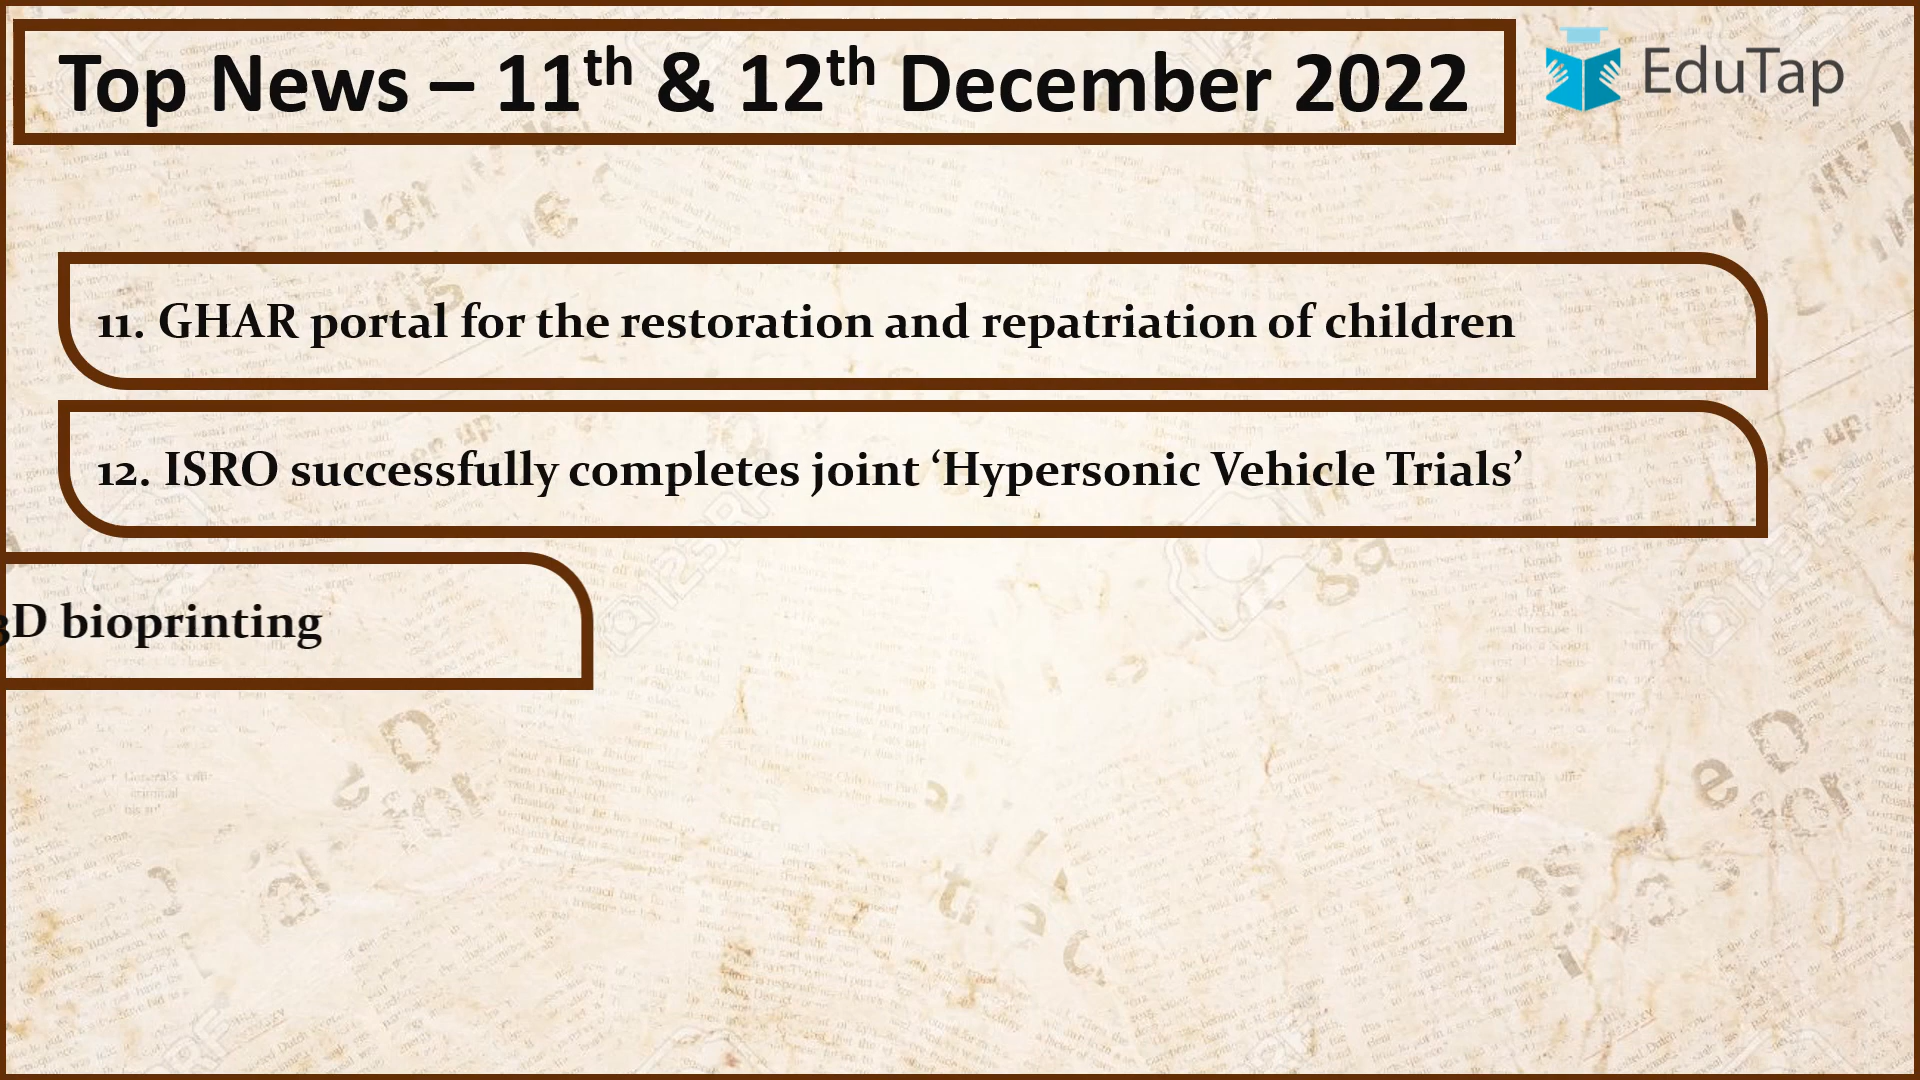 Top News – 11th & 12th December 2022
EduTap
11. GHAR portal for the restoration and repatriation of children
12. ISRO successfully completes joint ‘Hypersonic Vehicle Trials’
3D bioprinting